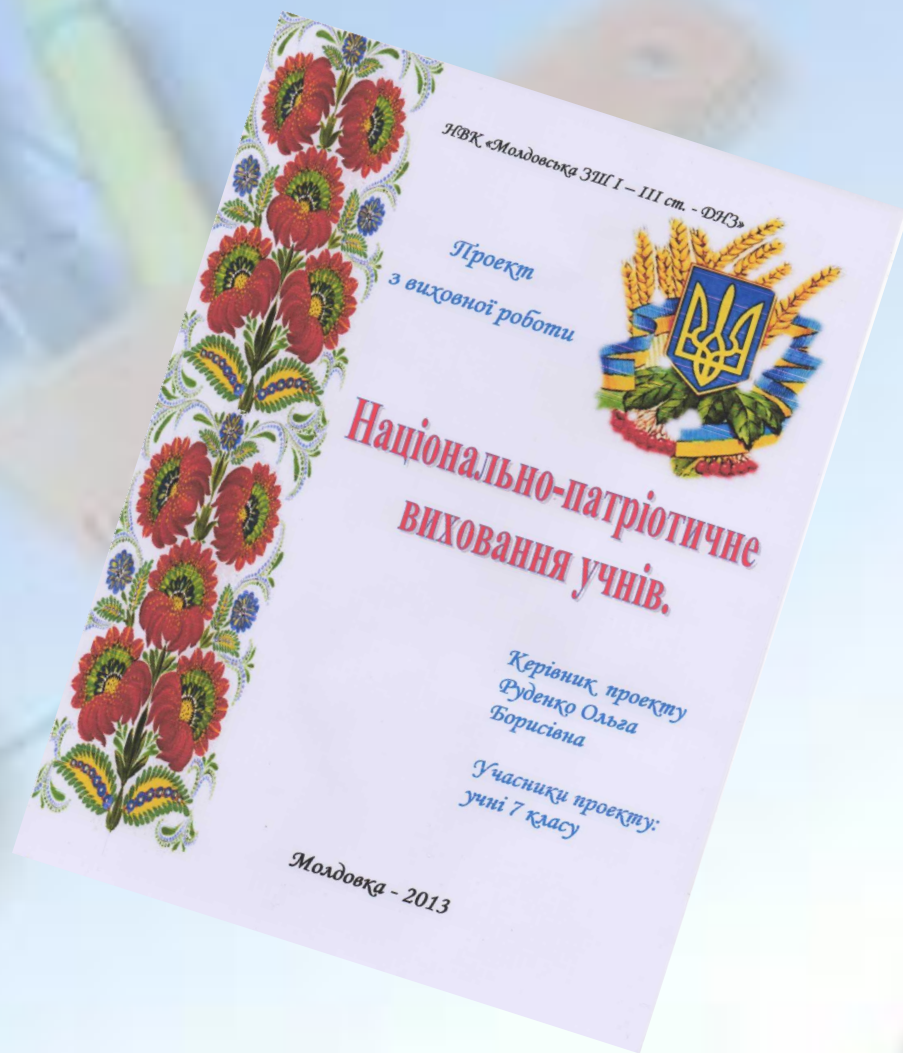 НВК «Молдовська ЗШ І – ІІІ ст. - ДНЗ»
Проект
з виховної роботи
Національно-патріотичне
виховання учнів.
Керівник проекту
Руденко Ольга
Борисівна
Учасники проекту:
учні 7 класу
Молдовка - 2013